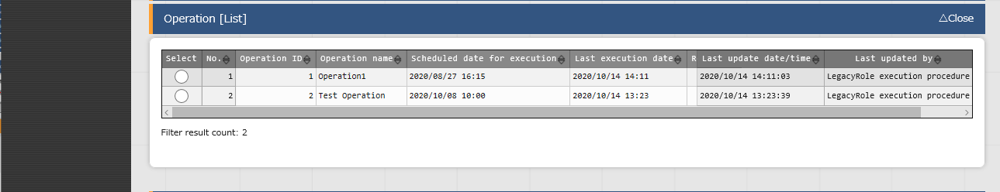 Operation [List] △Close
Select No. Operation ID Operation name Scheduled date for execution Last execution date R Last update date/time Last updated by
1 1 Operation1 2020/08/27 16:15 2020/10/14 14:11 2020/10/14 14:11:03 LegacyRole execution procedure
2 2 Test Operation 2020/10/08 10:00 2020/10/14 13:23 2020/10/14 13:23:39 LegacyRole execution procedure
Filter result count: 2